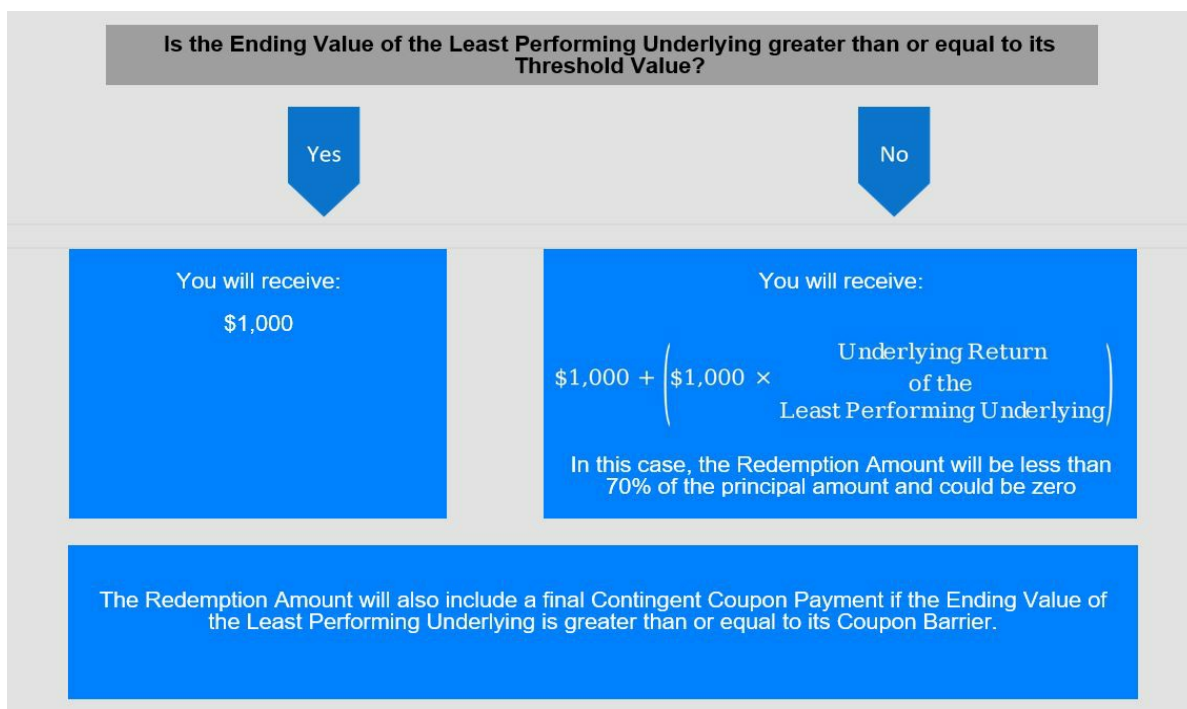 Is the Ending Value of the Least Performing Underlying greater than or equal to its
Threshold Value?
Yes
No
You will receive:
$1,000
You will receive:
Underlying Return
$1,000 + ($1,000 × of the
Least Performing Underlying)
In this case, the Redemption Amount will be less than
70% of the principal amount and could be zero
The Redemption Amount will also include a final Contingent Coupon Payment if the Ending Value of
the Least Performing Underlying is greater than or equal to its Coupon Barrier.